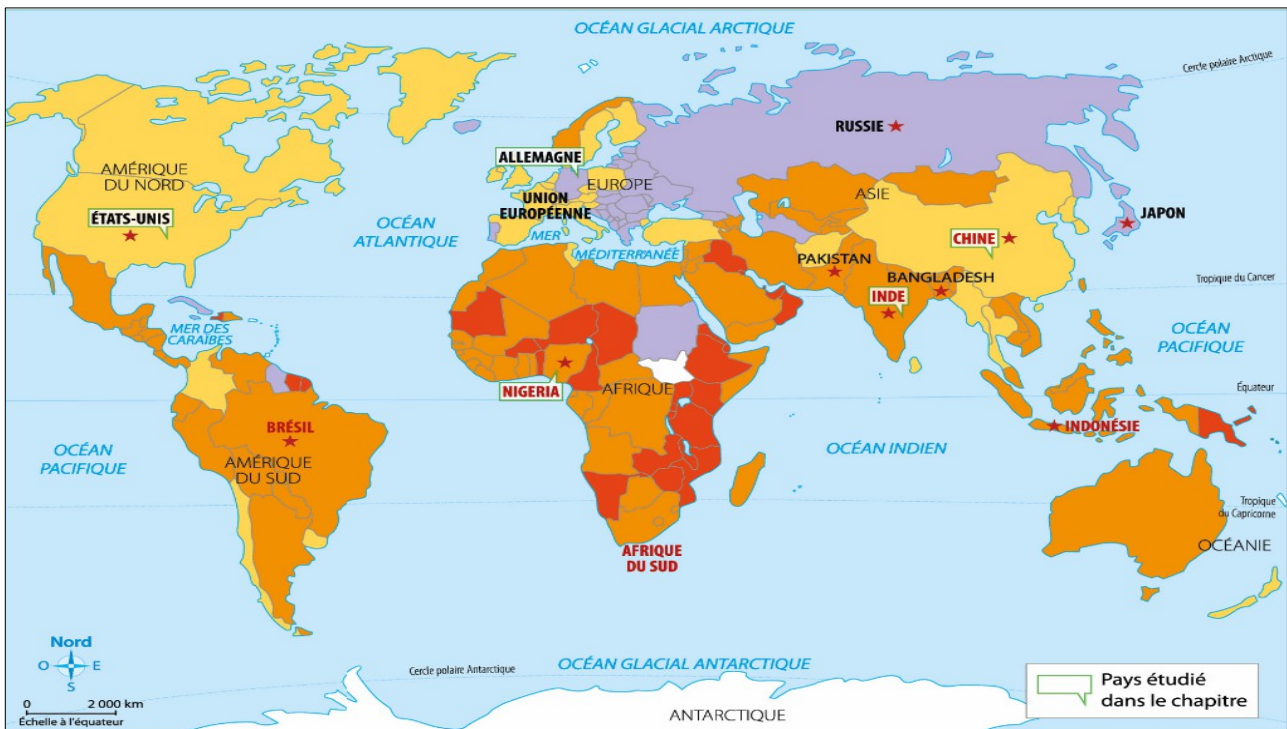 OCÉAN GLACIAL ARCTIQUE
Cercle polaire Arctique
RUSSIE
ALLEMAGNE
AMÉRIQUE
DU NORD
EUROPE
ASIE
UNION
EUROPÉENNE
ÉTATS-UNIS
OCÉAN
ATLANTIQUE
MER
MÉDITERRANÉE
JAPON
CHINE
PAKISTAN
BANGLADESH
Tropique du Cancer
INDE
MER DES
CARAÏBES
OCÉAN
PACIFIQUE
NIGERIA
AFRIQUE
Équateur
BRÉSIL
INDONÉSIE
OCÉAN
PACIFIQUE
AMÉRIQUE
DU SUD
OCÉAN INDIEN
Tropique
du Capricorne
AFRIQUE
DU SUD
OCÉANIE
Nord
O
E
S
0
2 000 km
Échelle à l'équateur
Cercle polaire Antarctique
OCÉAN GLACIAL ANTARCTIQUE
ANTARCTIQUE
Pays étudié
dans le chapitre